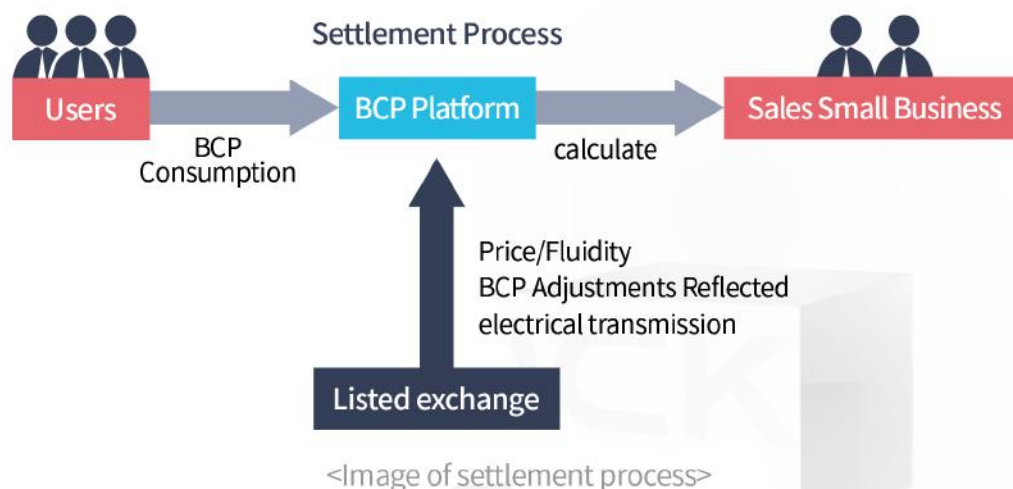 Settlement Process
Users
BCP Platform
Sales Small Business
BCP
Consumption
calculate
Price/Fluidity
BCP Adjustments Reflected
electrical transmission
Listed exchange
<Image of settlement process>